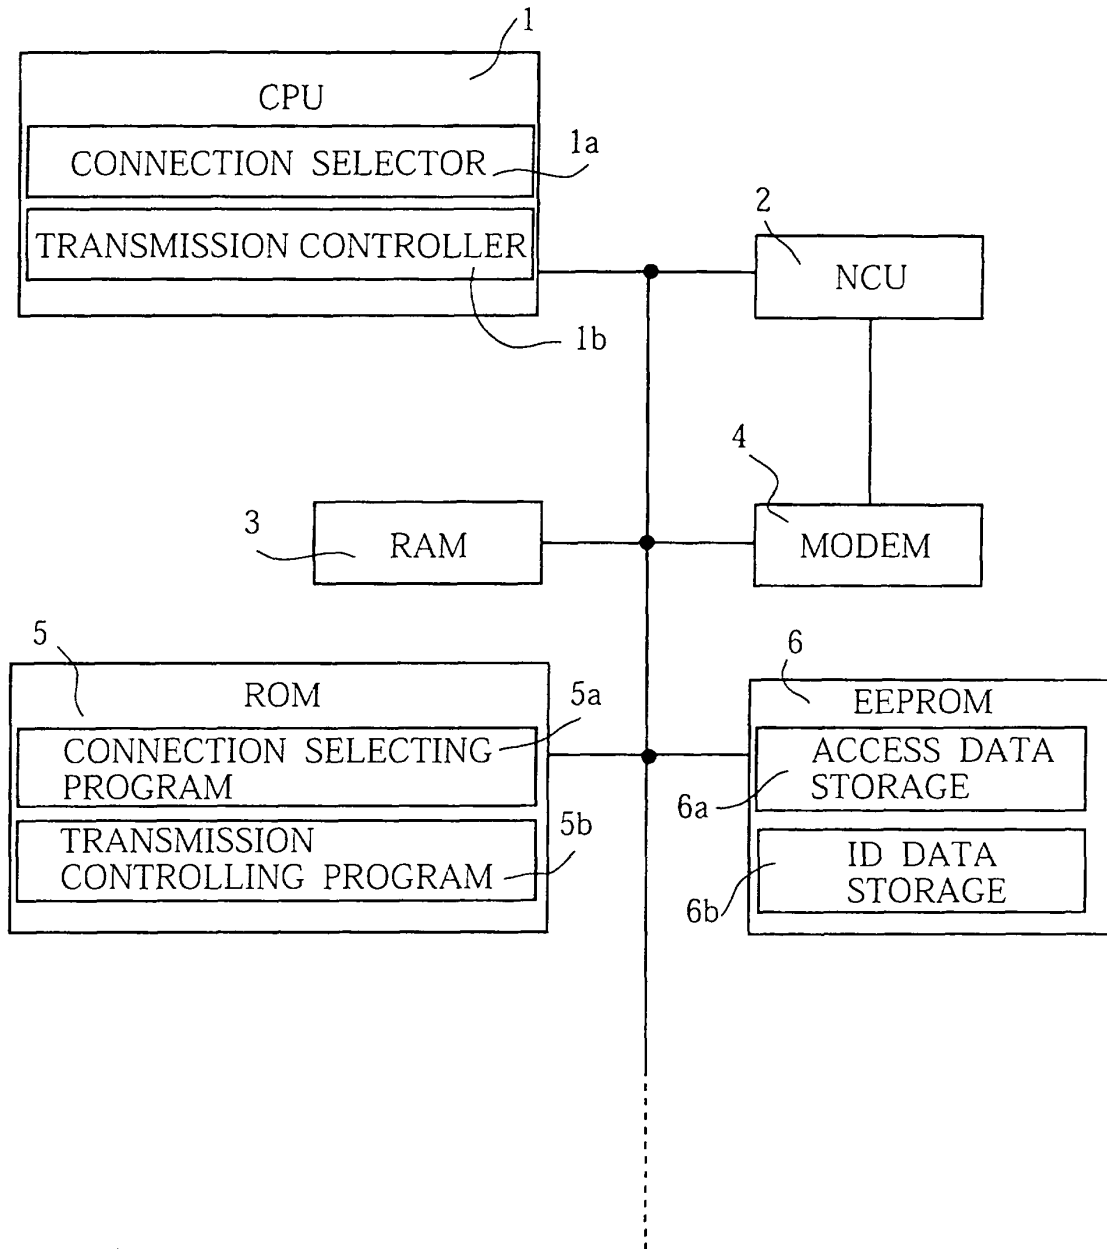 1
CPU
CONNECTION SELECTOR
1a
TRANSMISSION CONTROLLER
1b
2
NCU
4
MODEM
3
RAM
5
ROM
5a
CONNECTION SELECTING
PROGRAM
5b
TRANSMISSION
CONTROLLING PROGRAM
6
EEPROM
ACCESS DATA
STORAGE
6a
ID DATA
STORAGE
6b